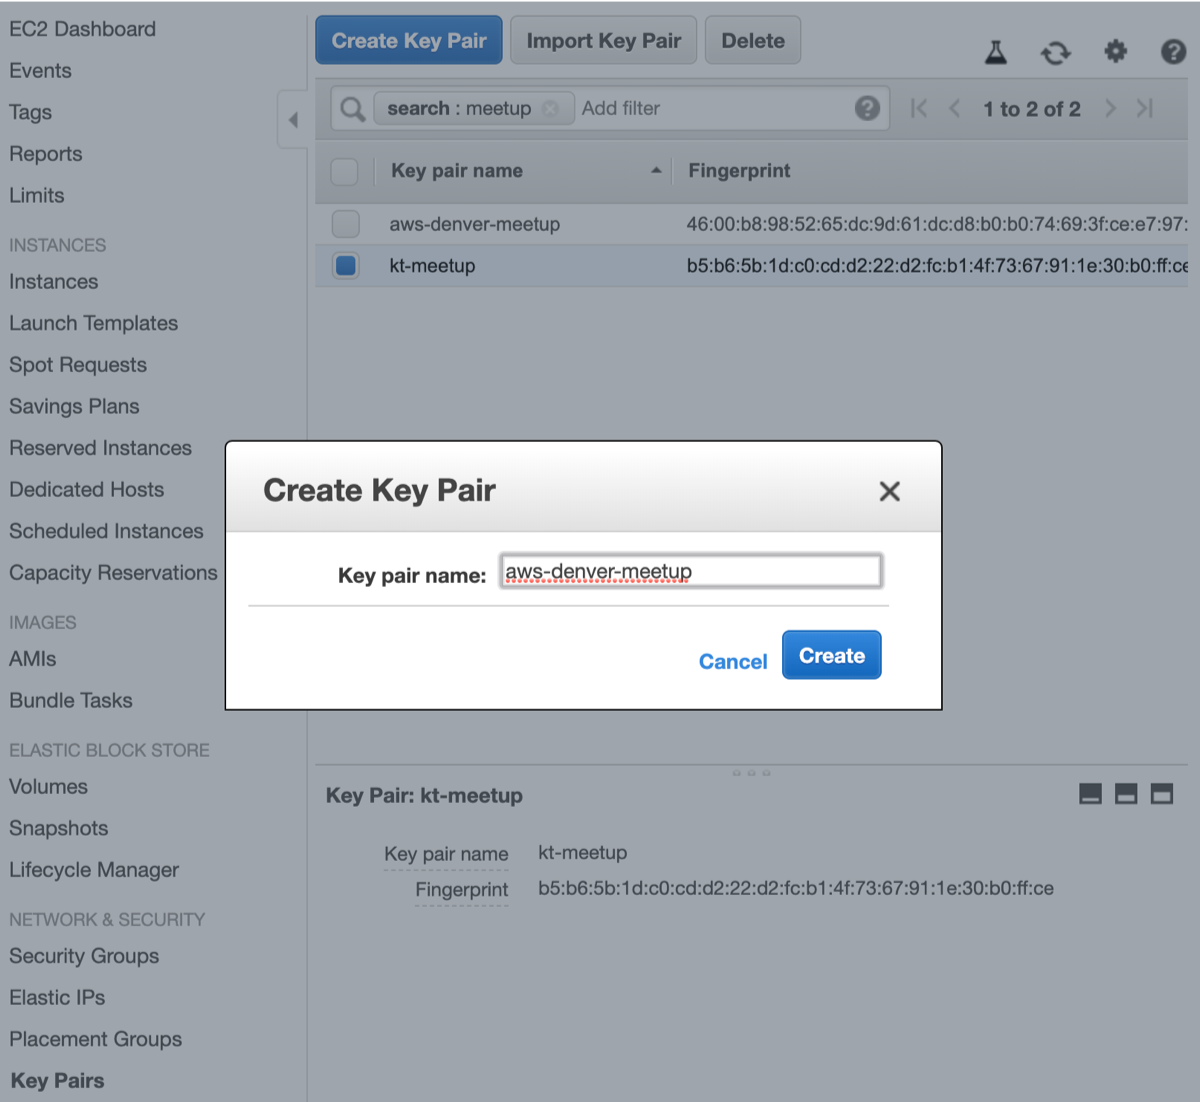 EC2 Dashboard
Events
Tags
Reports
Limits
INSTANCES
Instances
Launch Templates
Spot Requests
Savings Plans
Reserved Instances
Dedicated Hosts
Scheduled Instances
Capacity Reservations
IMAGES
AMIs
Bundle Tasks
ELASTIC BLOCK STORE
Volumes
Snapshots
Lifecycle Manager
NETWORK & SECURITY
Security Groups
Elastic IPs
Placement Groups
Key Pairs
Create Key Pair Import Key Pair Delete
search : meetup Add filter 1 to 2 of 2
Key pair name Fingerprint
aws-denver-meetup 46:00:b8:98:52:65:dc:9d:61:dc:d8:b0:b0:74:69:3f:ce:e7:97:
kt-meetup b5:b6:5b:1d:c0:cd:d2:22:d2:fc:b1:4f:73:67:91:1e:30:b0:ff:ce
Create Key Pair
Key pair name: aws-denver-meetup
Cancel Create
Key Pair: kt-meetup
Key pair name kt-meetup
Fingerprint b5:b6:5b:1d:c0:cd:d2:22:d2:fc:b1:4f:73:67:91:1e:30:b0:ff:ce